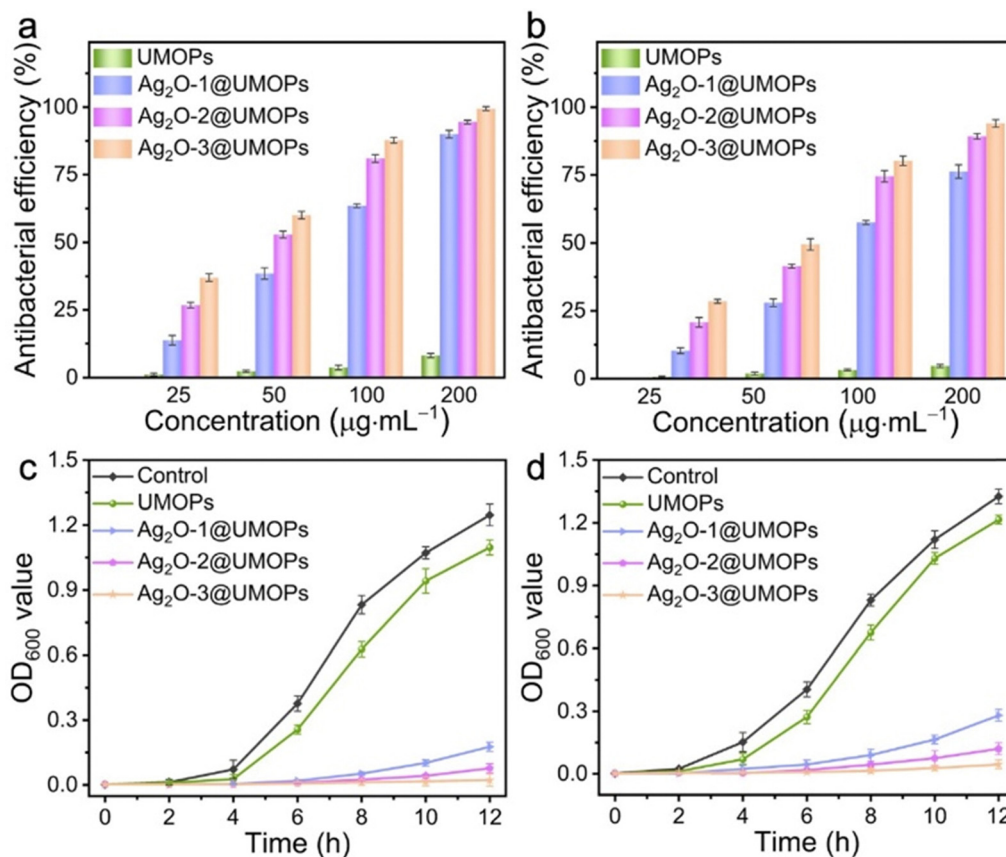 a
Antibacterial efficiency (%)
100
75
50
25
0
UMOPs
Ag₂O-1@UMOPs
Ag₂O-2@UMOPs
Ag₂O-3@UMOPs
25 50 100 200
Concentration (μg·mL⁻¹)
b
Antibacterial efficiency (%)
100
75
50
25
0
UMOPs
Ag₂O-1@UMOPs
Ag₂O-2@UMOPs
Ag₂O-3@UMOPs
25 50 100 200
Concentration (μg·mL⁻¹)
c
OD₆₀₀ value
1.5
1.2
0.9
0.6
0.3
0.0
Control
UMOPs
Ag₂O-1@UMOPs
Ag₂O-2@UMOPs
Ag₂O-3@UMOPs
0 2 4 6 8 10 12
Time (h)
d
OD₆₀₀ value
1.5
1.2
0.9
0.6
0.3
0.0
Control
UMOPs
Ag₂O-1@UMOPs
Ag₂O-2@UMOPs
Ag₂O-3@UMOPs
0 2 4 6 8 10 12
Time (h)